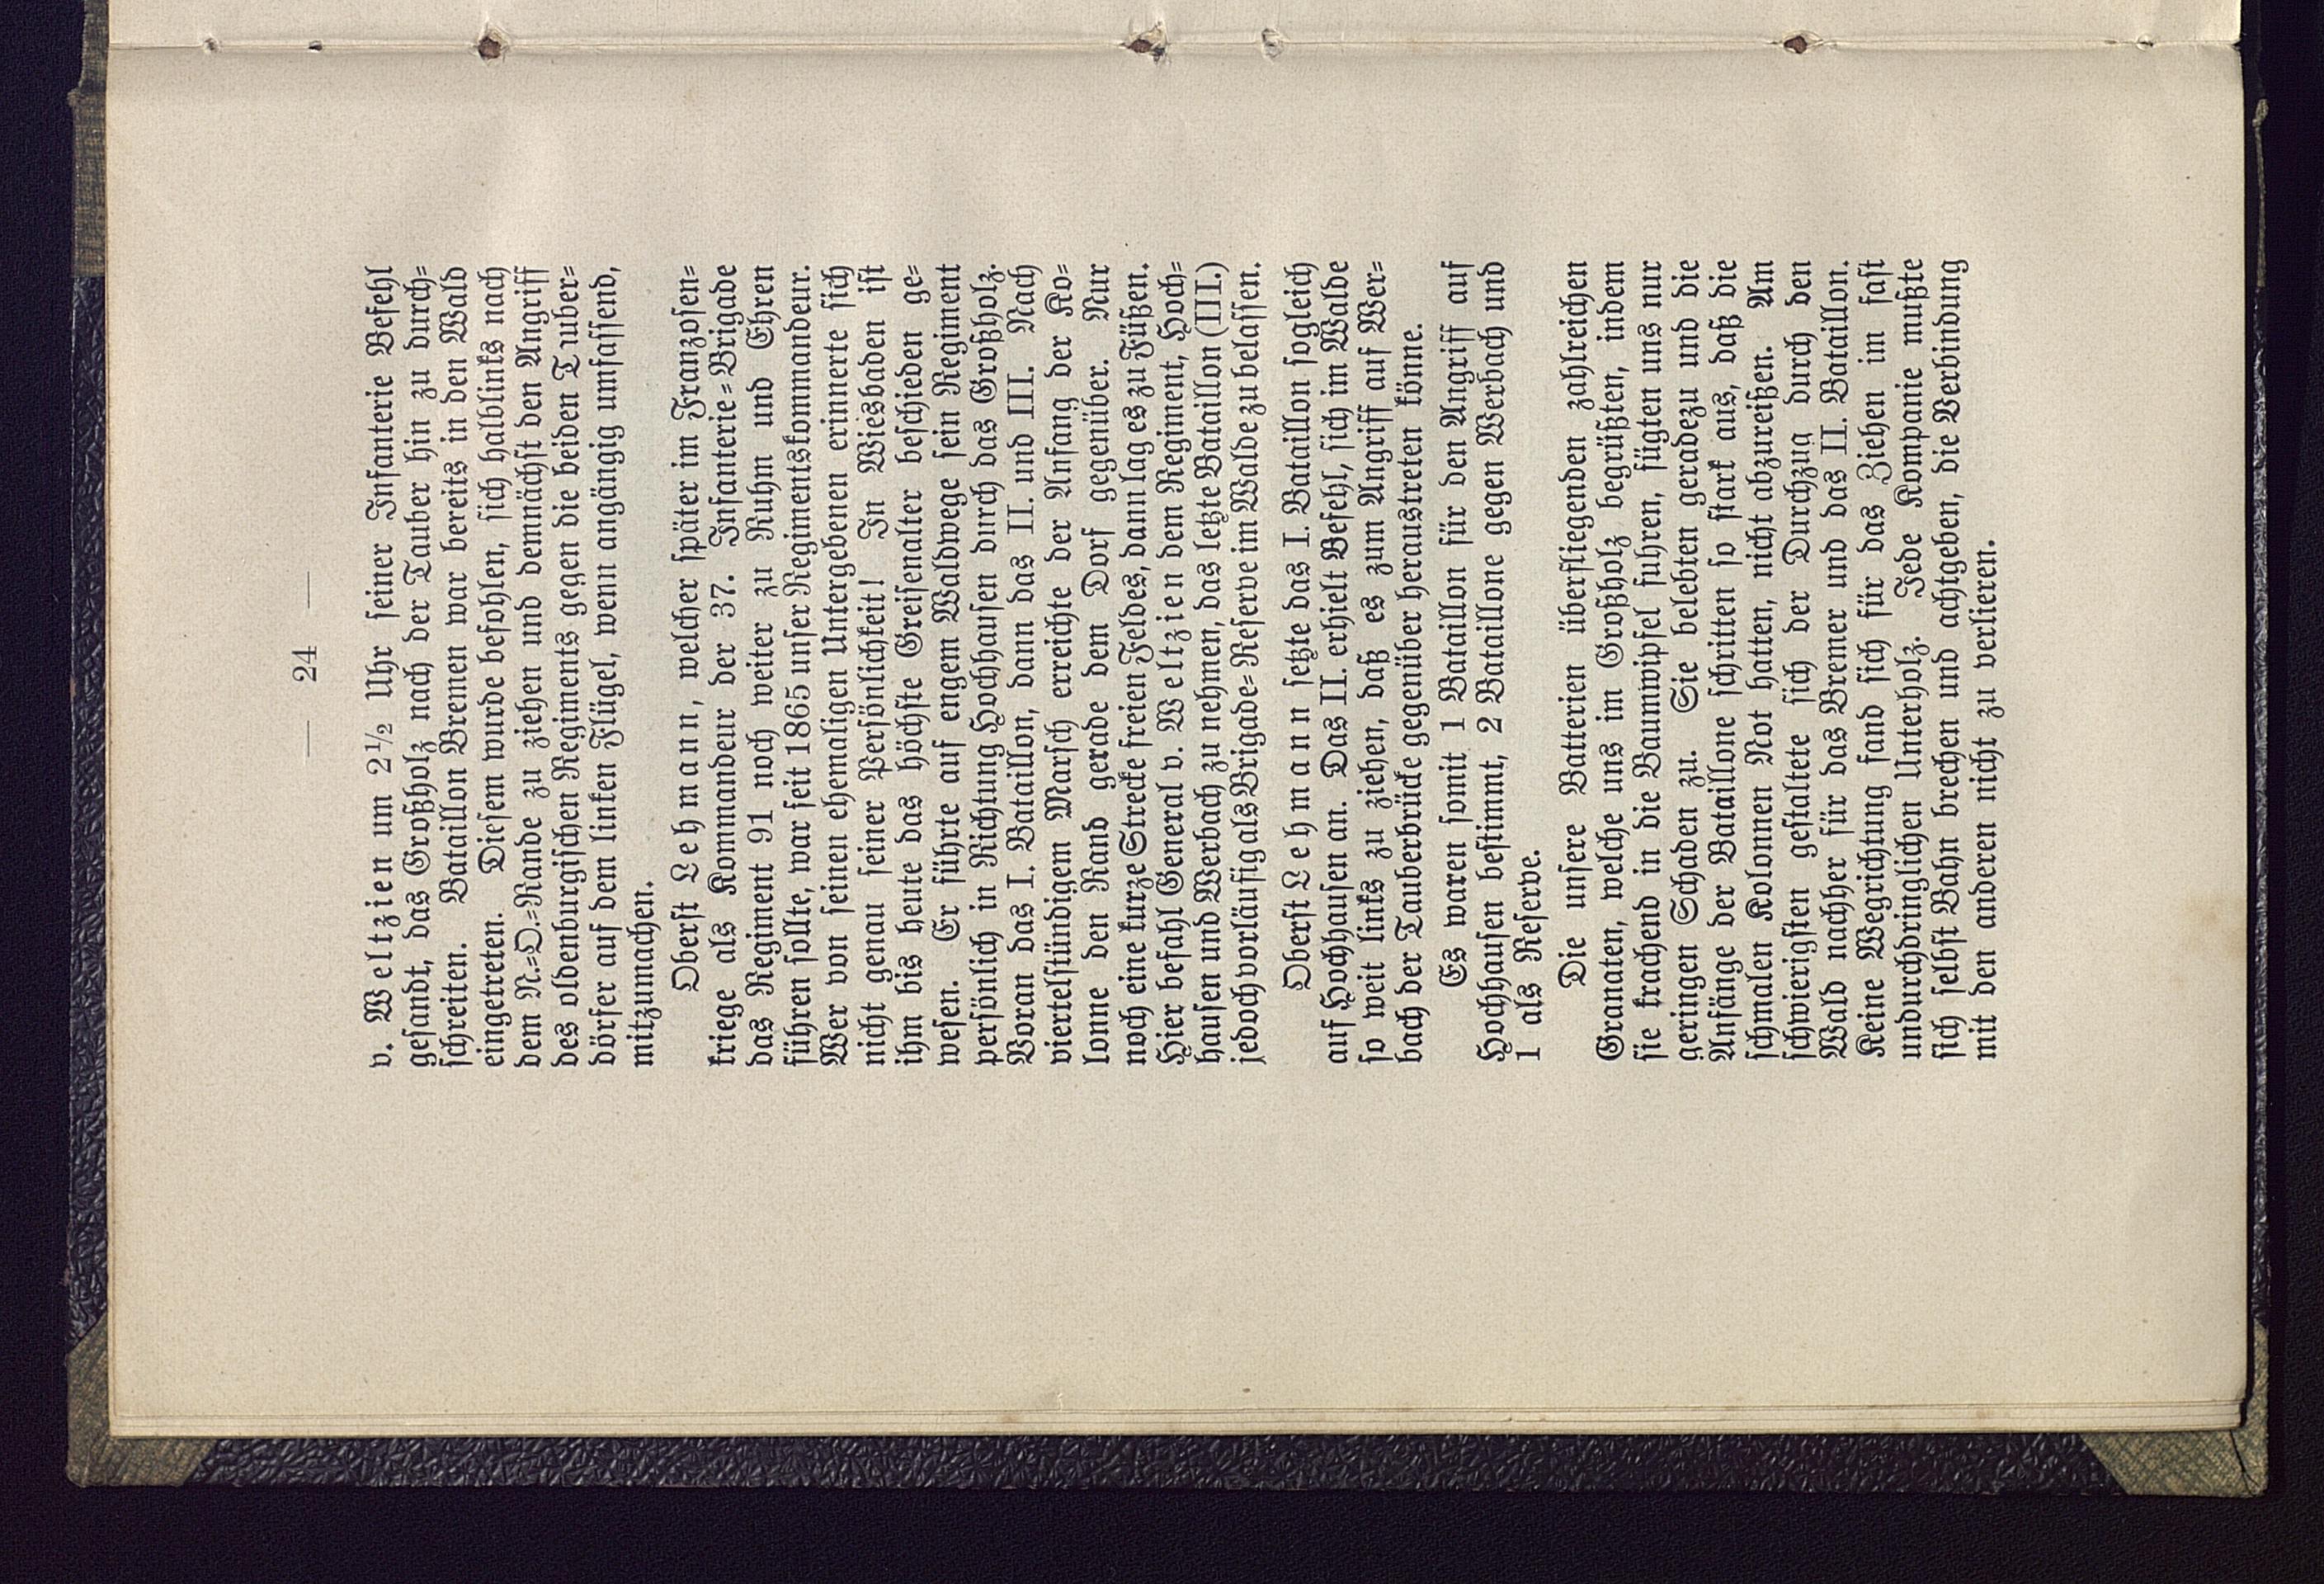 — 24 —
v. Weltzien um 2½ Uhr seiner Infanterie Befehl
gesandt, das Großholz nach der Tauber hin zu durch=
schreiten. Bataillon Bremen war bereits in den Wald
eingetreten. Diesem wurde befohlen, sich halblinks nach
dem N.=O.=Rande zu ziehen und demnächst den Angriff
des oldenburgischen Regiments gegen die beiden Tuber=
dörfer auf dem linken Flügel, wenn angängig umfassend,
mitzumachen.
Oberst Lehmann, welcher später im Franzosen=
kriege als Kommandeur der 37. Infanterie=Brigade
das Regiment 91 noch weiter zu Ruhm und Ehren
führen sollte, war seit 1865 unser Regimentskommandeur.
Wer von seinen ehemaligen Untergebenen erinnerte sich
nicht genau seiner Persönlichkeit! In Wiesbaden ist
ihm bis heute das höchste Greisenalter beschieden ge=
wesen. Er führte auf engem Waldwege sein Regiment
persönlich in Richtung Hochhausen durch das Großholz.
Voran das I. Bataillon, dann das II. und III. Nach
viertelstündigem Marsch erreichte der Anfang der Ko=
lonne den Rand gerade dem Dorf gegenüber. Nur
noch eine kurze Strecke freien Feldes, dann lag es zu Füßen.
Hier befahl General v. Weltzien dem Regiment, Hoch=
hausen und Werbach zu nehmen, das letzte Bataillon (III.)
jedoch vorläufig als Brigade=Reserve im Walde zu belassen.
Oberst Lehmann setzte das I. Bataillon sogleich
auf Hochhausen an. Das II. erhielt Befehl, sich im Walde
so weit links zu ziehen, daß es zum Angriff auf Wer=
bach der Tauberbrücke gegenüber heraustreten könne.
Es waren somit 1 Bataillon für den Angriff auf
Hochhausen bestimmt, 2 Bataillone gegen Werbach und
1 als Reserve.
Die unsere Batterien überfliegenden zahlreichen
Granaten, welche uns im Großholz begrüßten, indem
sie krachend in die Baumwipfel fuhren, fügten uns nur
geringen Schaden zu. Sie belebten geradezu und die
Anfänge der Bataillone schritten so stark aus, daß die
schmalen Kolonnen Not hatten, nicht abzureißen. Am
schwierigsten gestaltete sich der Durchzug durch den
Wald nachher für das Bremer und das II. Bataillon.
Keine Wegrichtung fand sich für das Ziehen im fast
undurchdringlichen Unterholz. Jede Kompanie mußte
sich selbst Bahn brechen und achtgeben, die Verbindung
mit den anderen nicht zu verlieren.